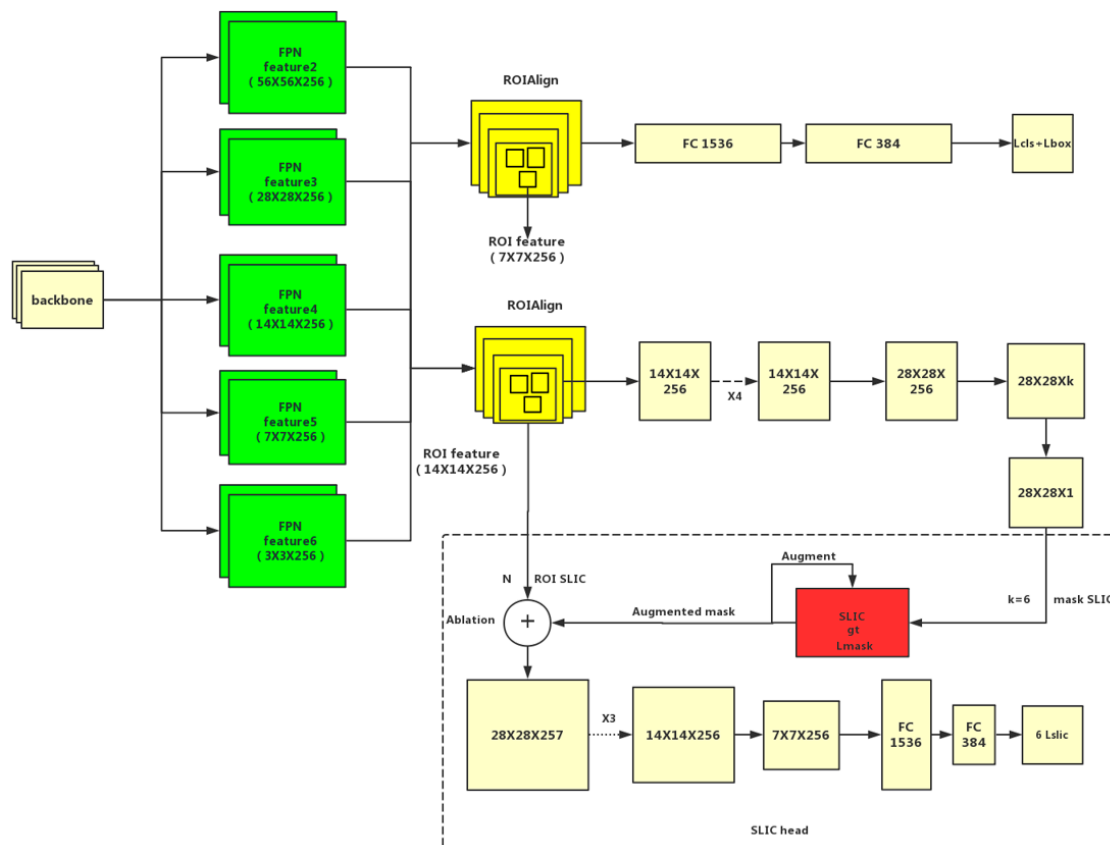 FPN
feature2
( 56X56X256 )
FPN
feature3
( 28X28X256 )
FPN
feature4
( 14X14X256 )
FPN
feature5
( 7X7X256 )
FPN
feature6
( 3X3X256 )
backbone
ROIAlign
FC 1536
FC 384
Lcls+Lbox
ROI feature
( 7X7X256 )
ROIAlign
14X14X
256
X4
14X14X
256
28X28X
256
28X28Xk
28X28X1
ROI feature
( 14X14X256 )
Augment
N
ROI SLIC
k=6
mask SLIC
Ablation
+
Augmented mask
SLIC
gt
Lmask
28X28X257
X3
14X14X256
7X7X256
FC
1536
FC
384
6 Lslic
SLIC head